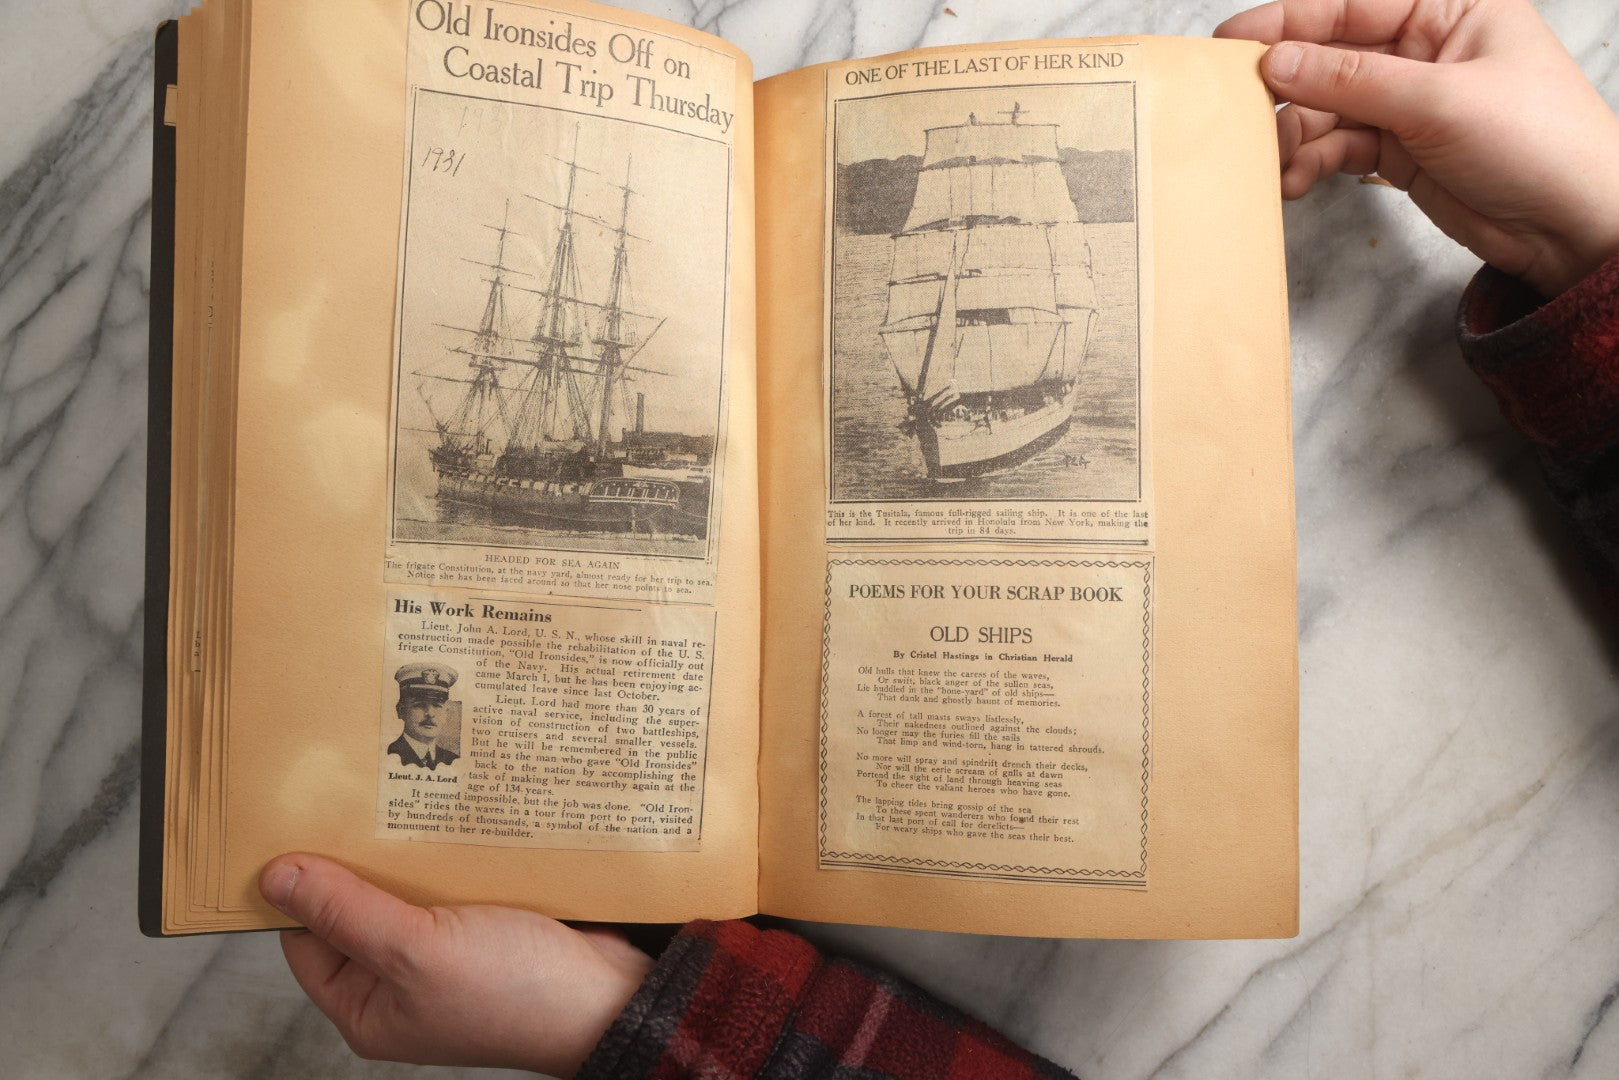 Old Ironsides Off on
Coastal Trip Thursday
1931
HEADED FOR SEA AGAIN
The frigate Constitution, at the navy yard, almost ready for her trip to sea.
Notice she has been faced around so that her nose points to sea.
His Work Remains
Lieut. John A. Lord, U. S. N., whose skill in naval re-
construction made possible the rehabilitation of the U. S.
frigate Constitution, "Old Ironsides," is now officially out
of the Navy. His actual retirement date
came March 1, but he has been enjoying ac-
cumulated leave since last October.
Lieut. Lord had more than 30 years of
active naval service, including the super-
vision of construction of two battleships,
two cruisers and several smaller vessels.
But he will be remembered in the public
mind as the man who gave "Old Ironsides"
back to the nation by accomplishing the
task of making her seaworthy again at the
age of 134 years.
Lieut. J. A. Lord
It seemed impossible, but the job was done. "Old Iron-
sides" rides the waves in a tour from port to port, visited
by hundreds of thousands, a symbol of the nation and a
monument to her re-builder.
ONE OF THE LAST OF HER KIND
This is the Tusitala, famous full-rigged sailing ship. It is one of the last
of her kind. It recently arrived in Honolulu from New York, making the
trip in 84 days.
POEMS FOR YOUR SCRAP BOOK
OLD SHIPS
By Cristel Hastings in Christian Herald
Old hulls that knew the caress of the waves,
Or swift, black anger of the sullen seas,
Lie huddled in the "bone-yard" of old ships—
That dank and ghostly haunt of memories.
A forest of tall masts sways listlessly,
Their nakedness outlined against the clouds;
No longer may the furies fill the sails
That limp and wind-torn, hang in tattered shrouds.
No more will spray and spindrift drench their decks,
Nor will the eerie scream of gulls at dawn
Portend the sight of land through heaving seas
To cheer the valiant heroes who have gone.
The lapping tides bring gossip of the sea
To these spent wanderers who found their rest
In that last port of call for derelicts—
For weary ships who gave the seas their best.